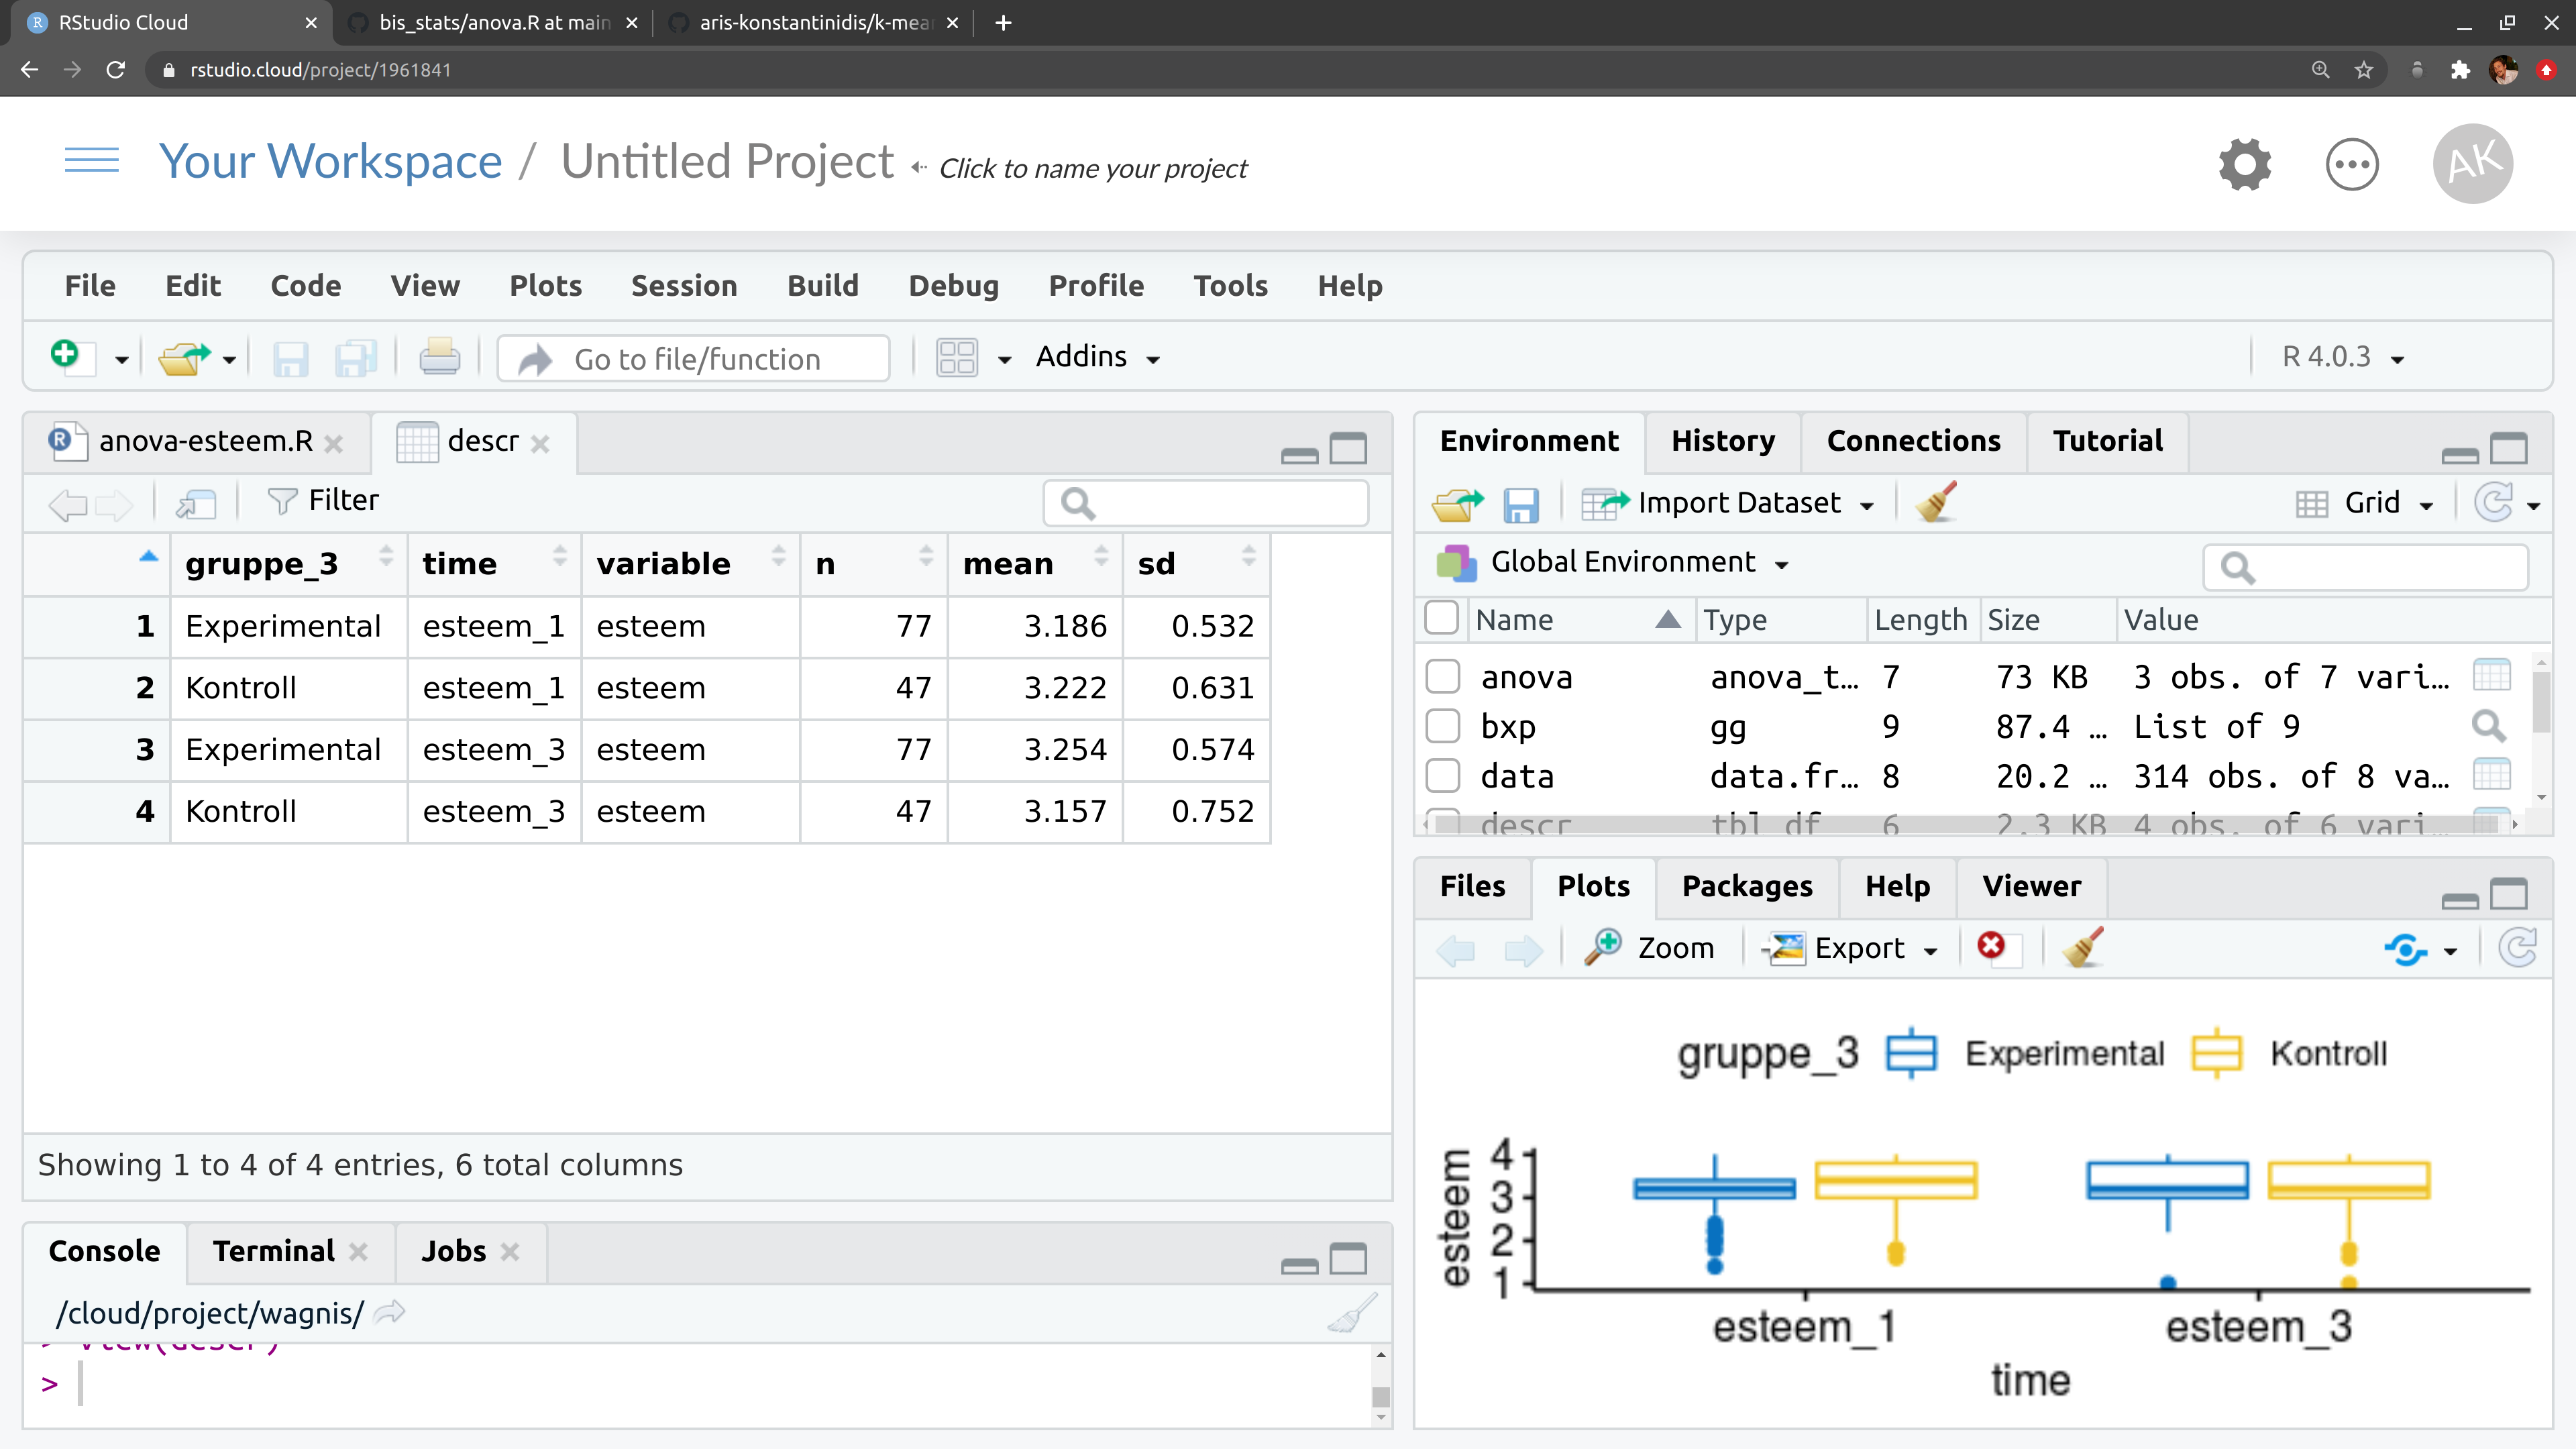 RStudio Cloud
bis_stats/anova.R at main
aris-konstantinidis/k-mea
rstudio.cloud/project/1961841
Your Workspace / Untitled Project Click to name your project
AK
File Edit Code View Plots Session Build Debug Profile Tools Help
Go to file/function Addins R 4.0.3
anova-esteem.R descr
Filter
gruppe_3 time variable n mean sd
1 Experimental esteem_1 esteem 77 3.186 0.532
2 Kontroll esteem_1 esteem 47 3.222 0.631
3 Experimental esteem_3 esteem 77 3.254 0.574
4 Kontroll esteem_3 esteem 47 3.157 0.752
Showing 1 to 4 of 4 entries, 6 total columns
Console Terminal Jobs
/cloud/project/wagnis/
> View(descr)
>
Environment History Connections Tutorial
Import Dataset Grid
Global Environment
Name Type Length Size Value
anova anova_t… 7 73 KB 3 obs. of 7 vari…
bxp gg 9 87.4 … List of 9
data data.fr… 8 20.2 … 314 obs. of 8 va…
descr tbl_df 6 2.3 KB 4 obs. of 6 vari…
Files Plots Packages Help Viewer
Zoom Export
gruppe_3 Experimental Kontroll
esteem
4
3
2
1
esteem_1 esteem_3
time